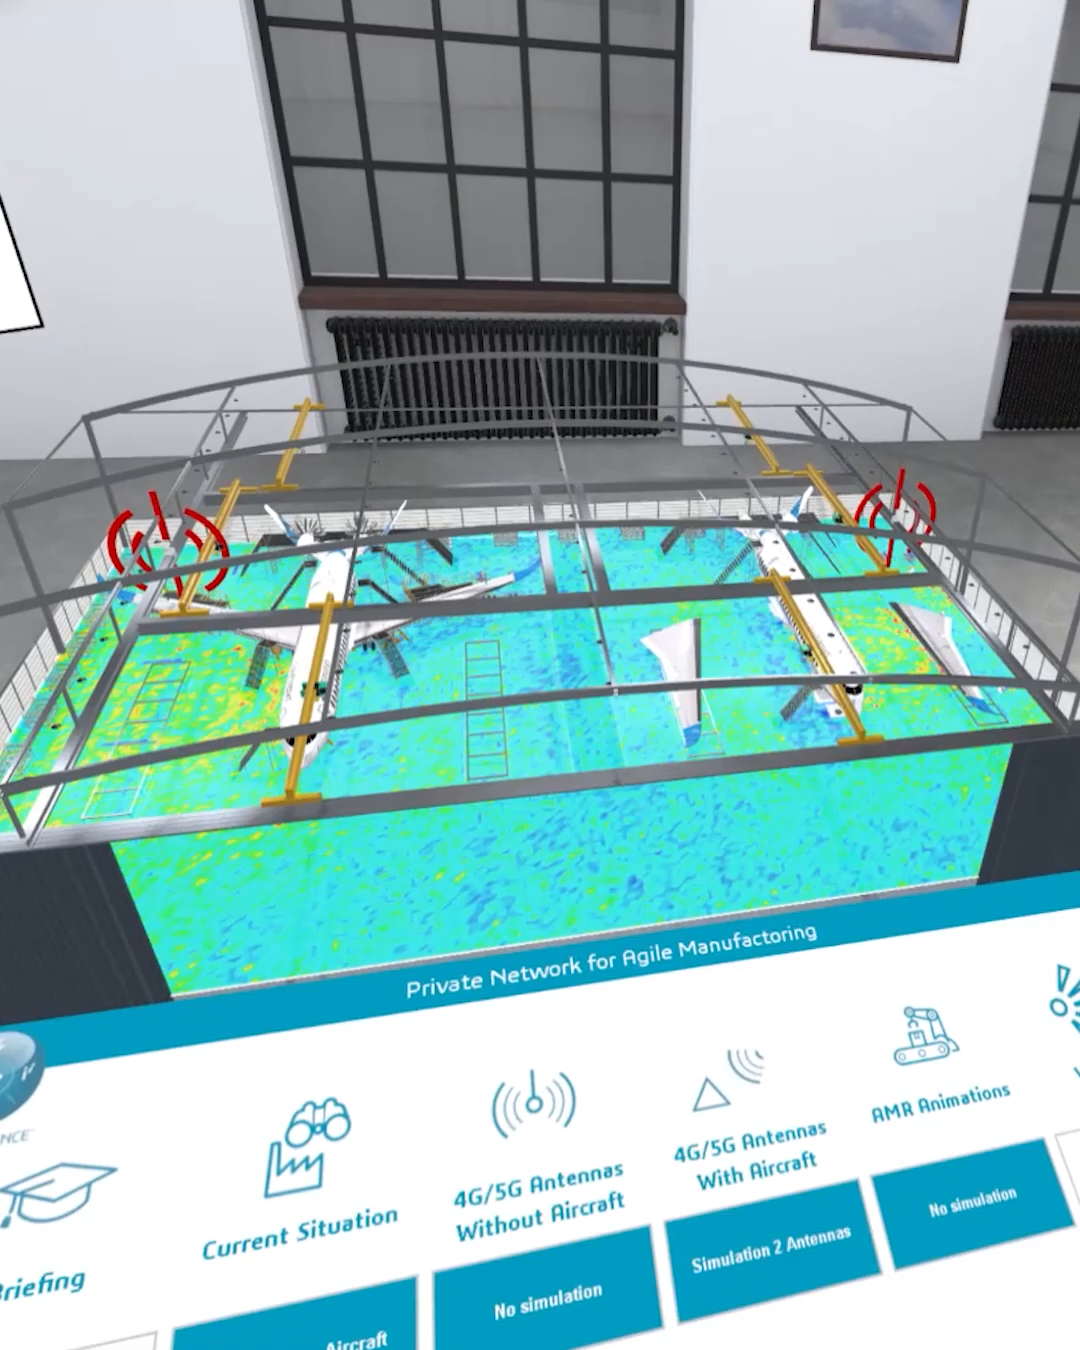 Private Network for Agile Manufactoring
Briefing
Current Situation
4G/5G Antennas
Without Aircraft
4G/5G Antennas
With Aircraft
AMR Animations
Aircraft
No simulation
Simulation 2 Antennas
No simulation